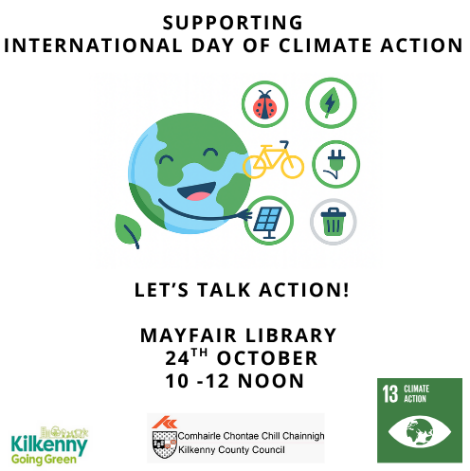 SUPPORTING
INTERNATIONAL DAY OF CLIMATE ACTION
LET'S TALK ACTION!
MAYFAIR LIBRARY
24TH OCTOBER
10 -12 NOON
13 CLIMATE
ACTION
Kilkenny
Going Green
Comhairle Chontae Chill Chainnigh
Kilkenny County Council